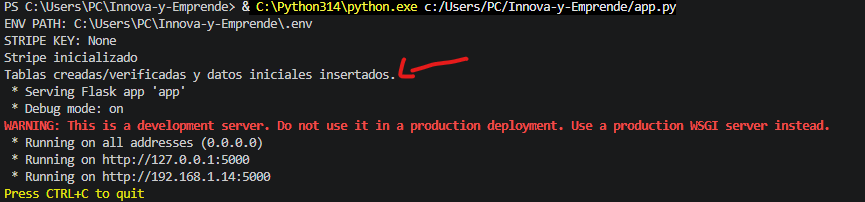 PS C:\Users\PC\Innova-y-Emprende> & C:\Python314\python.exe c:/Users/PC/Innova-y-Emprende/app.py
ENV PATH: C:\Users\PC\Innova-y-Emprende\.env
STRIPE KEY: None
Stripe inicializado
Tablas creadas/verificadas y datos iniciales insertados.
 * Serving Flask app 'app'
 * Debug mode: on
WARNING: This is a development server. Do not use it in a production deployment. Use a production WSGI server instead.
 * Running on all addresses (0.0.0.0)
 * Running on http://127.0.0.1:5000
 * Running on http://192.168.1.14:5000
Press CTRL+C to quit